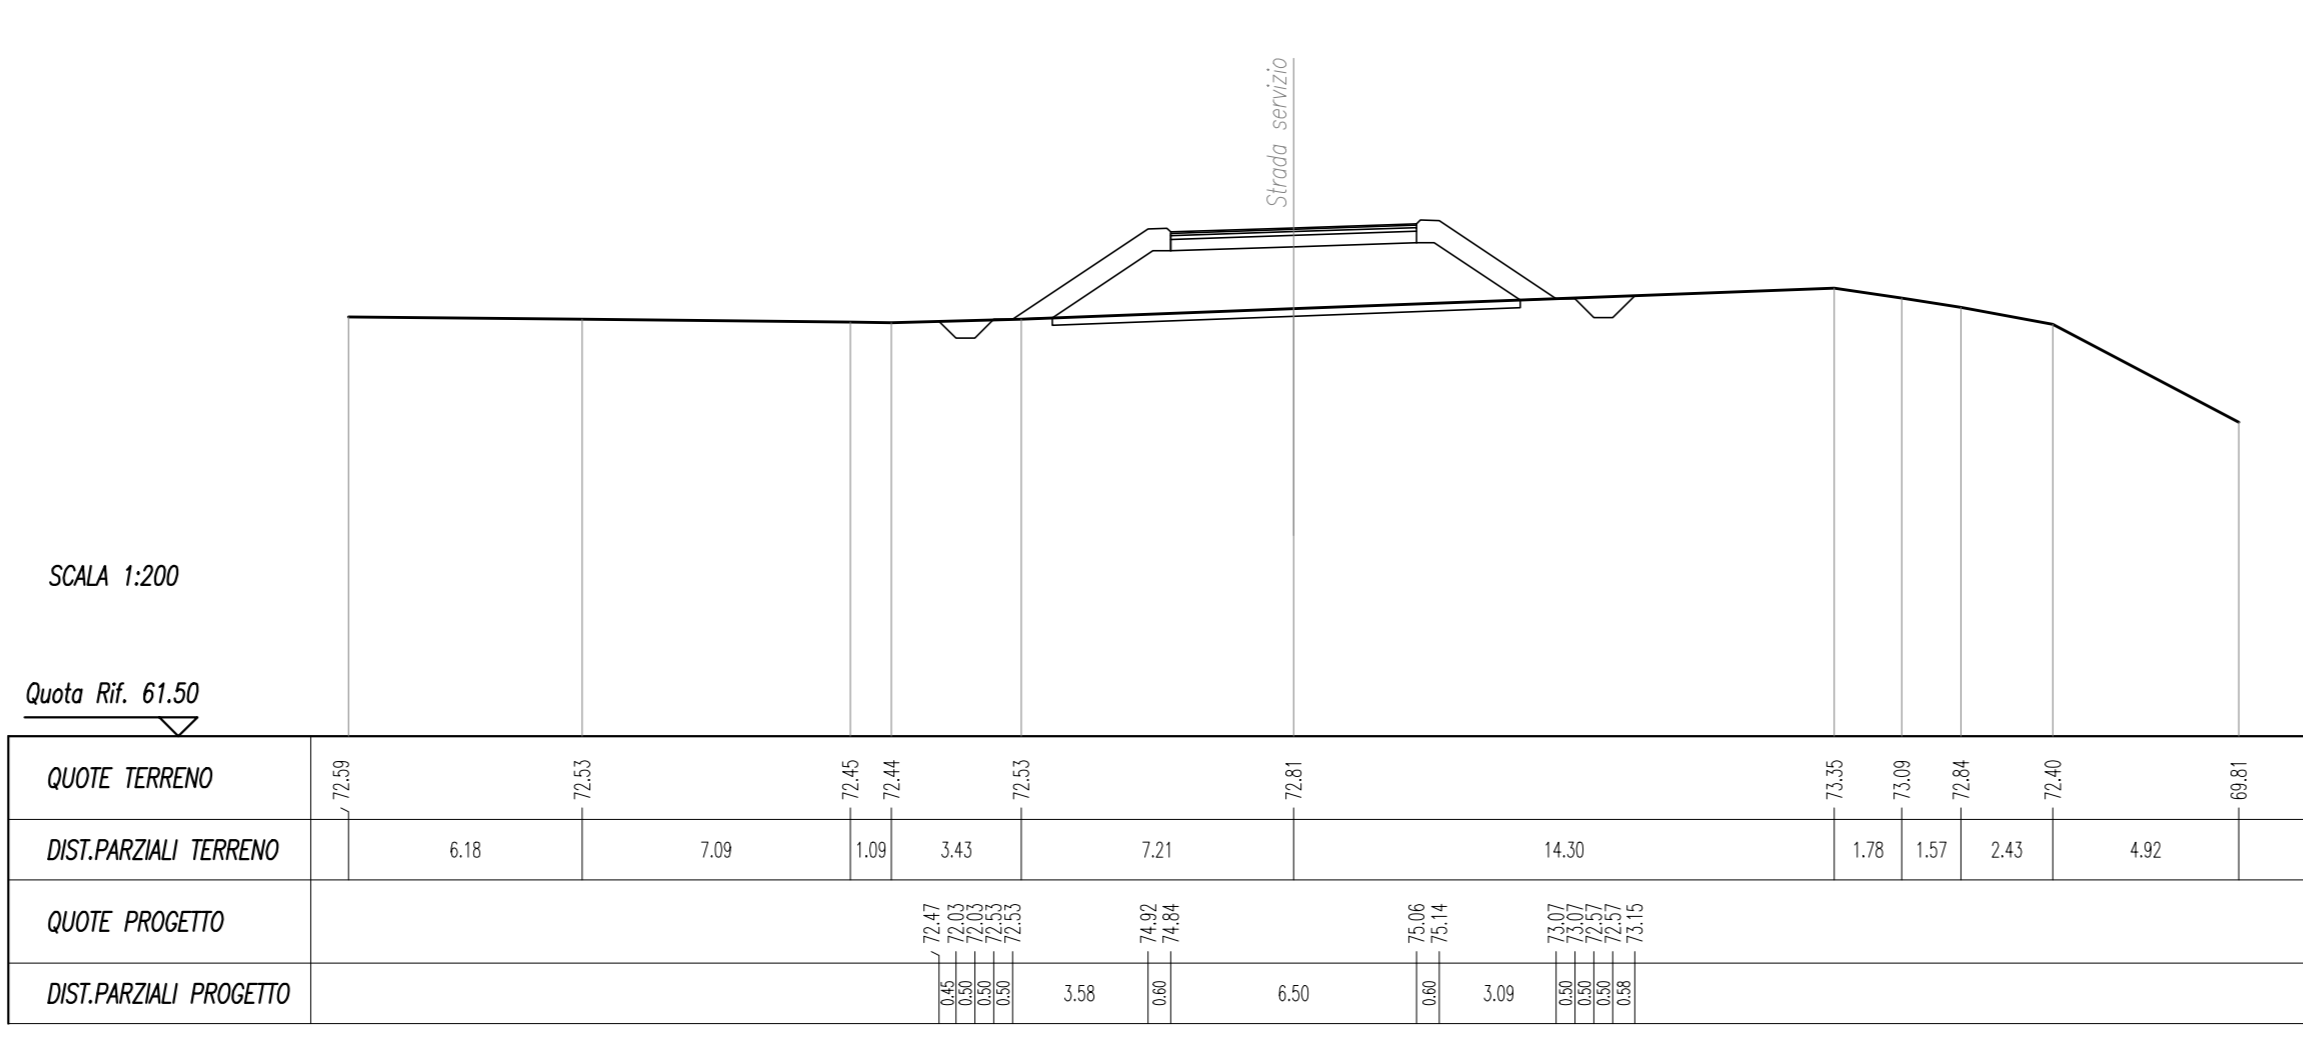 Strada servizio
SCALA 1:200
Quota Rif. 61.50
QUOTE TERRENO 72.59 72.53 72.45 72.44 72.53 72.81 73.35 73.09 72.84 72.40 69.81
DIST.PARZIALI TERRENO 6.18 7.09 1.09 3.43 7.21 14.30 1.78 1.57 2.43 4.92
QUOTE PROGETTO 72.47 72.03 72.03 72.53 72.53 74.92 74.84 75.06 75.14 73.07 73.07 72.57 72.57 73.15
DIST.PARZIALI PROGETTO 0.45 0.50 0.50 0.50 3.58 0.60 6.50 0.60 3.09 0.50 0.50 0.50 0.58